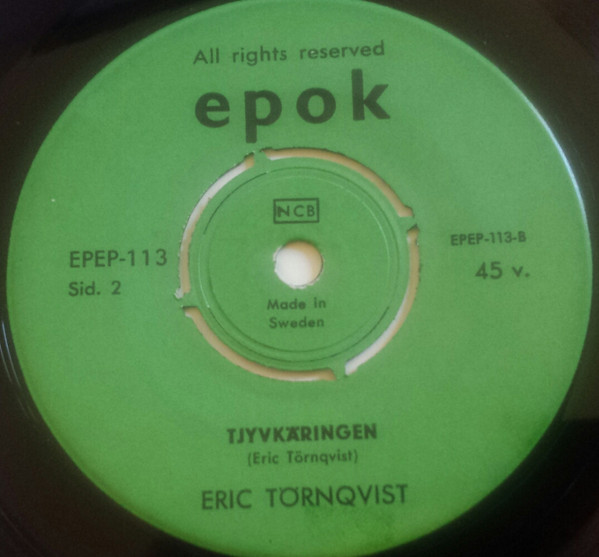 All rights reserved
epok
NCB
EPEP-113
Sid. 2
EPEP-113-B
45 v.
Made in
Sweden
TJYVKÄRINGEN
(Eric Törnqvist)
ERIC TÖRNQVIST